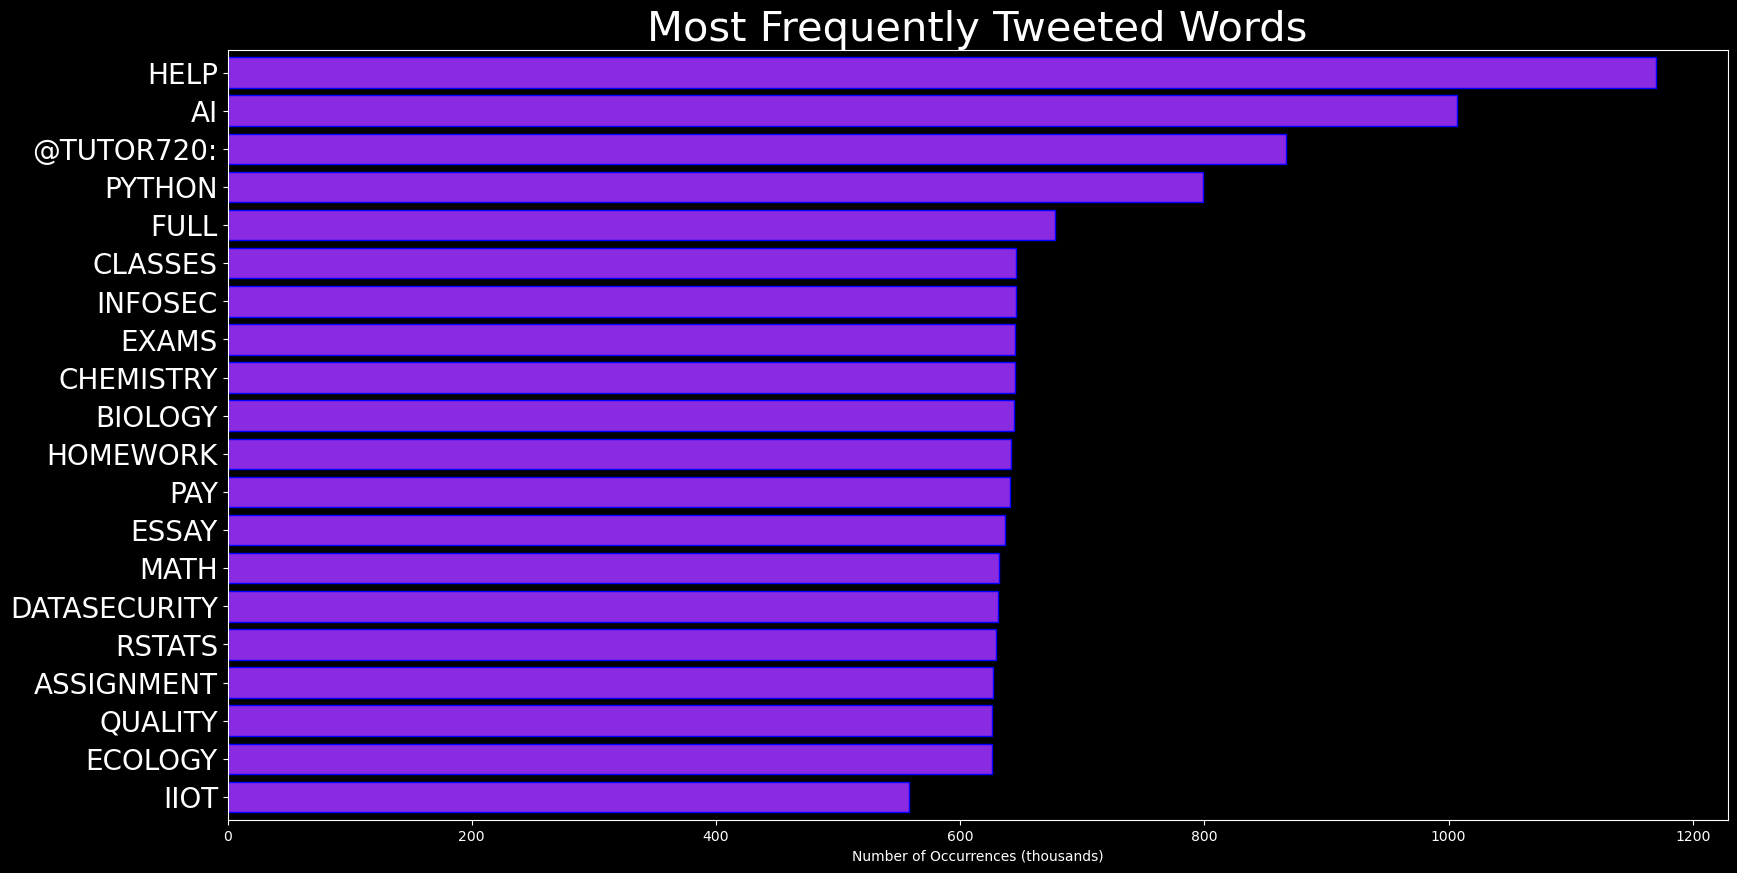 Most Frequently Tweeted Words
HELP
AI
@TUTOR720:
PYTHON
FULL
CLASSES
INFOSEC
EXAMS
CHEMISTRY
BIOLOGY
HOMEWORK
PAY
ESSAY
MATH
DATASECURITY
RSTATS
ASSIGNMENT
QUALITY
ECOLOGY
IIOT
0 200 400 600 800 1000 1200
Number of Occurrences (thousands)